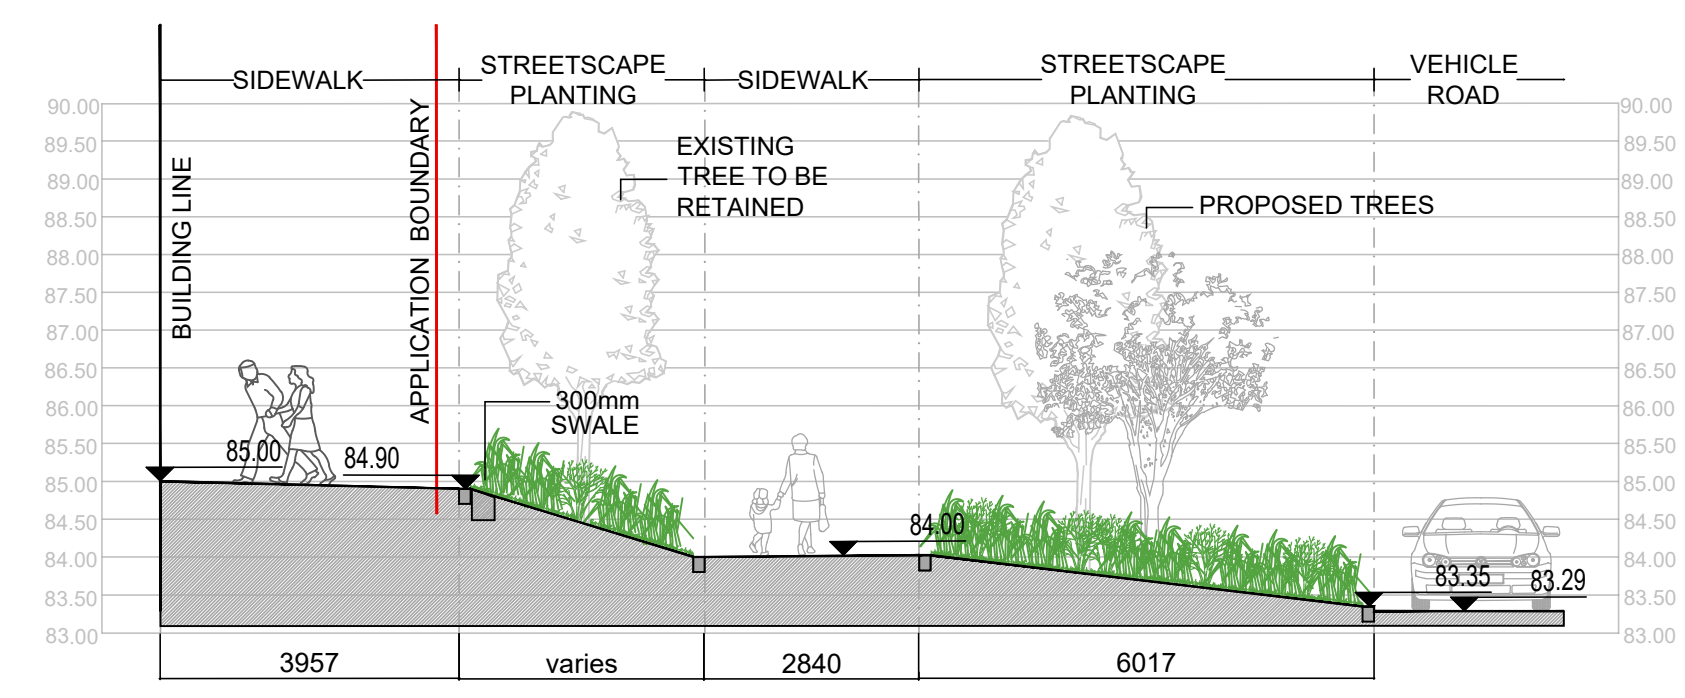 SIDEWALK
STREETSCAPE
PLANTING
SIDEWALK
STREETSCAPE
PLANTING
VEHICLE
ROAD
90.00
89.50
89.00
88.50
88.00
87.50
87.00
86.50
86.00
85.50
85.00
84.50
84.00
83.50
83.00
BUILDING LINE
APPLICATION BOUNDARY
EXISTING
TREE TO BE
RETAINED
PROPOSED TREES
300mm
SWALE
85.00
84.90
84.00
83.35
83.29
90.00
89.50
89.00
88.50
88.00
87.50
87.00
86.50
86.00
85.50
85.00
84.50
84.00
83.50
83.00
3957
varies
2840
6017